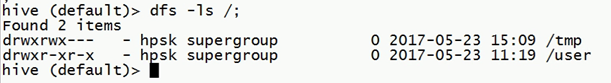 hive (default)> dfs -ls /;
Found 2 items
drwxrwx---   - hpsk supergroup          0 2017-05-23 15:09 /tmp
drwxr-xr-x   - hpsk supergroup          0 2017-05-23 11:19 /user
hive (default)>